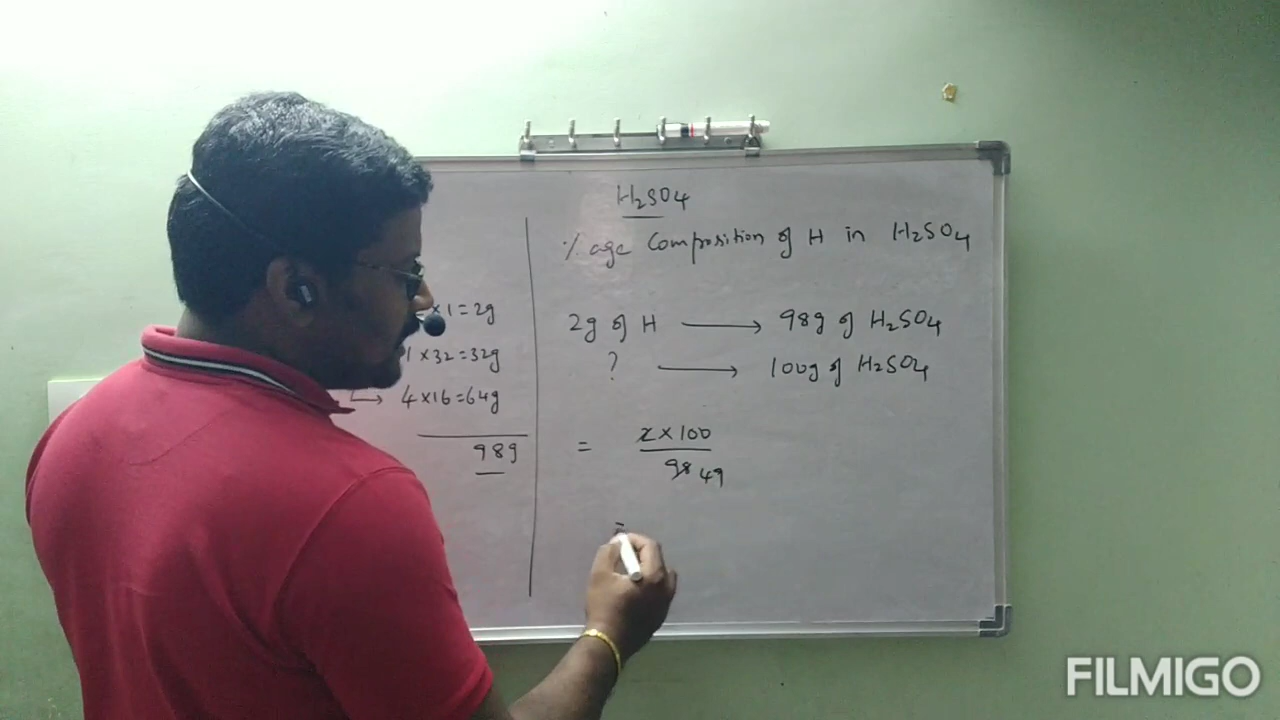 H₂SO₄
% age Composition of H in H₂SO₄
×1=2g
1×32=32g
4×16=64g
98g
2g of H → 98g of H₂SO₄
? → 100g of H₂SO₄
= 2×100
98 49
=
FILMIGO